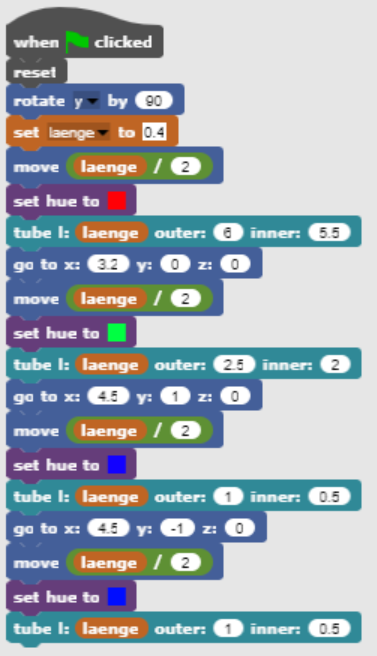 when clicked
reset
rotate y by 90
set laenge to 0.4
move laenge / 2
set hue to
tube l: laenge outer: 6 inner: 5.5
go to x: 3.2 y: 0 z: 0
move laenge / 2
set hue to
tube l: laenge outer: 2.5 inner: 2
go to x: 4.5 y: 1 z: 0
move laenge / 2
set hue to
tube l: laenge outer: 1 inner: 0.5
go to x: 4.5 y: -1 z: 0
move laenge / 2
set hue to
tube l: laenge outer: 1 inner: 0.5